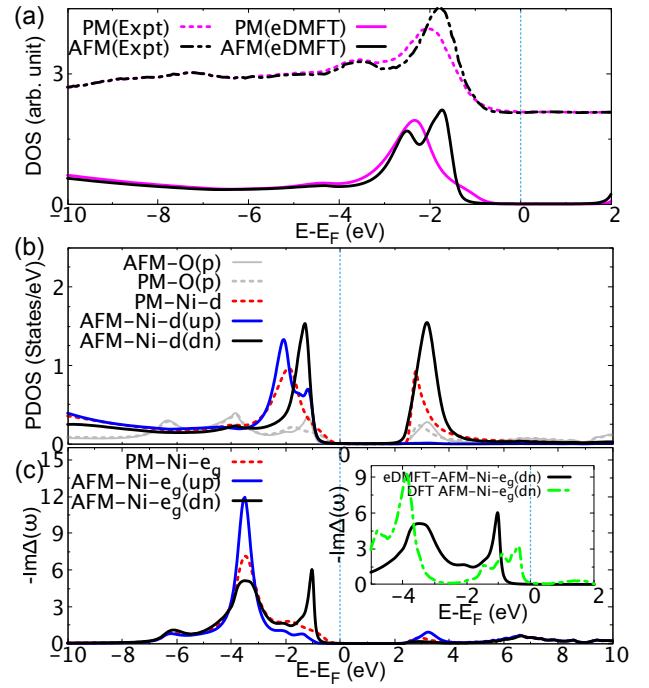 (a)
PM(Expt) PM(eDMFT)
AFM(Expt) AFM(eDMFT)
DOS (arb. unit)
3
0
−10 −8 −6 −4 −2 0 2
E-E_F (eV)
(b)
AFM−O(p)
PM−O(p)
PM−Ni−d
AFM−Ni−d(up)
AFM−Ni−d(dn)
PDOS (States/eV)
2
1
0
0
(c)
PM−Ni−e_g
AFM−Ni−e_g(up)
AFM−Ni−e_g(dn)
-ImΔ(ω)
15
12
9
6
3
0
−10 −8 −6 −4 −2 0 2 4 6 8 10
E-E_F (eV)
eDMFT−AFM−Ni−e_g(dn)
DFT AFM−Ni−e_g(dn)
-ImΔ(ω)
12
9
6
3
0
−4 −2 0 2
E-E_F (eV)